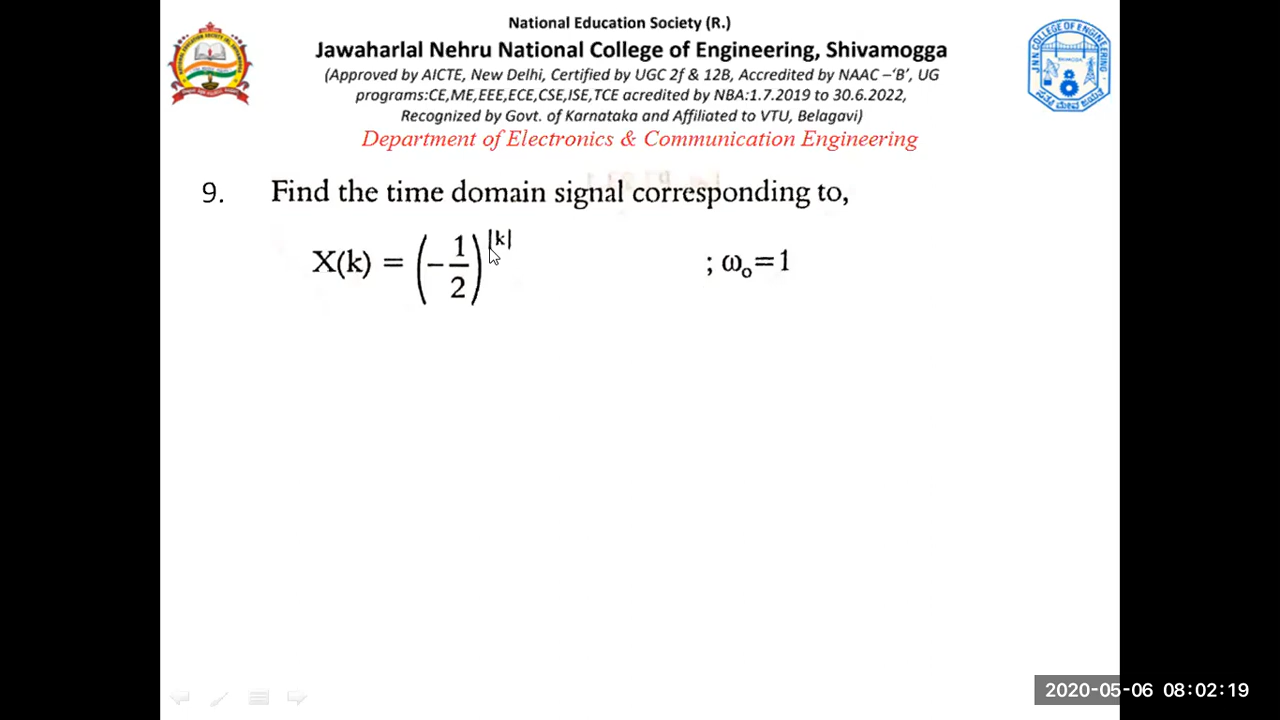 National Education Society (R.)
Jawaharlal Nehru National College of Engineering, Shivamogga
(Approved by AICTE, New Delhi, Certified by UGC 2f & 12B, Accredited by NAAC –‘B’, UG
programs:CE,ME,EEE,ECE,CSE,ISE,TCE acredited by NBA:1.7.2019 to 30.6.2022,
Recognized by Govt. of Karnataka and Affiliated to VTU, Belagavi)
Department of Electronics & Communication Engineering
9. Find the time domain signal corresponding to,
X(k) = (-1/2)^|k| ; ω₀=1
2020-05-06 08:02:19